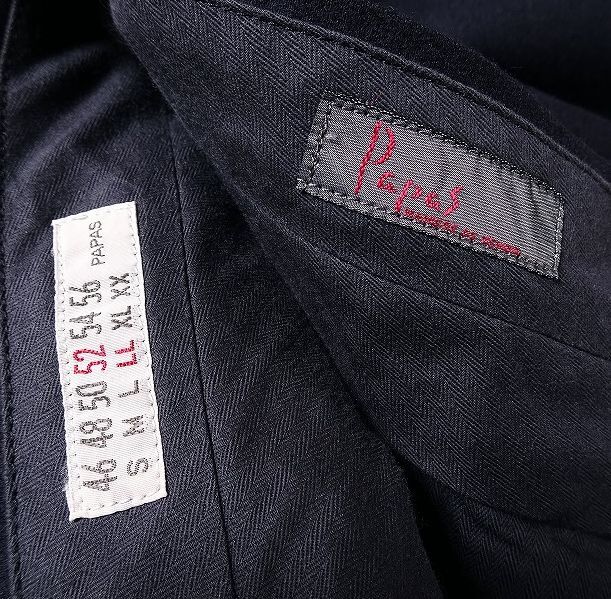 Papas
46 48 50 52 54 56
S M L LL XL XX
PAPAS